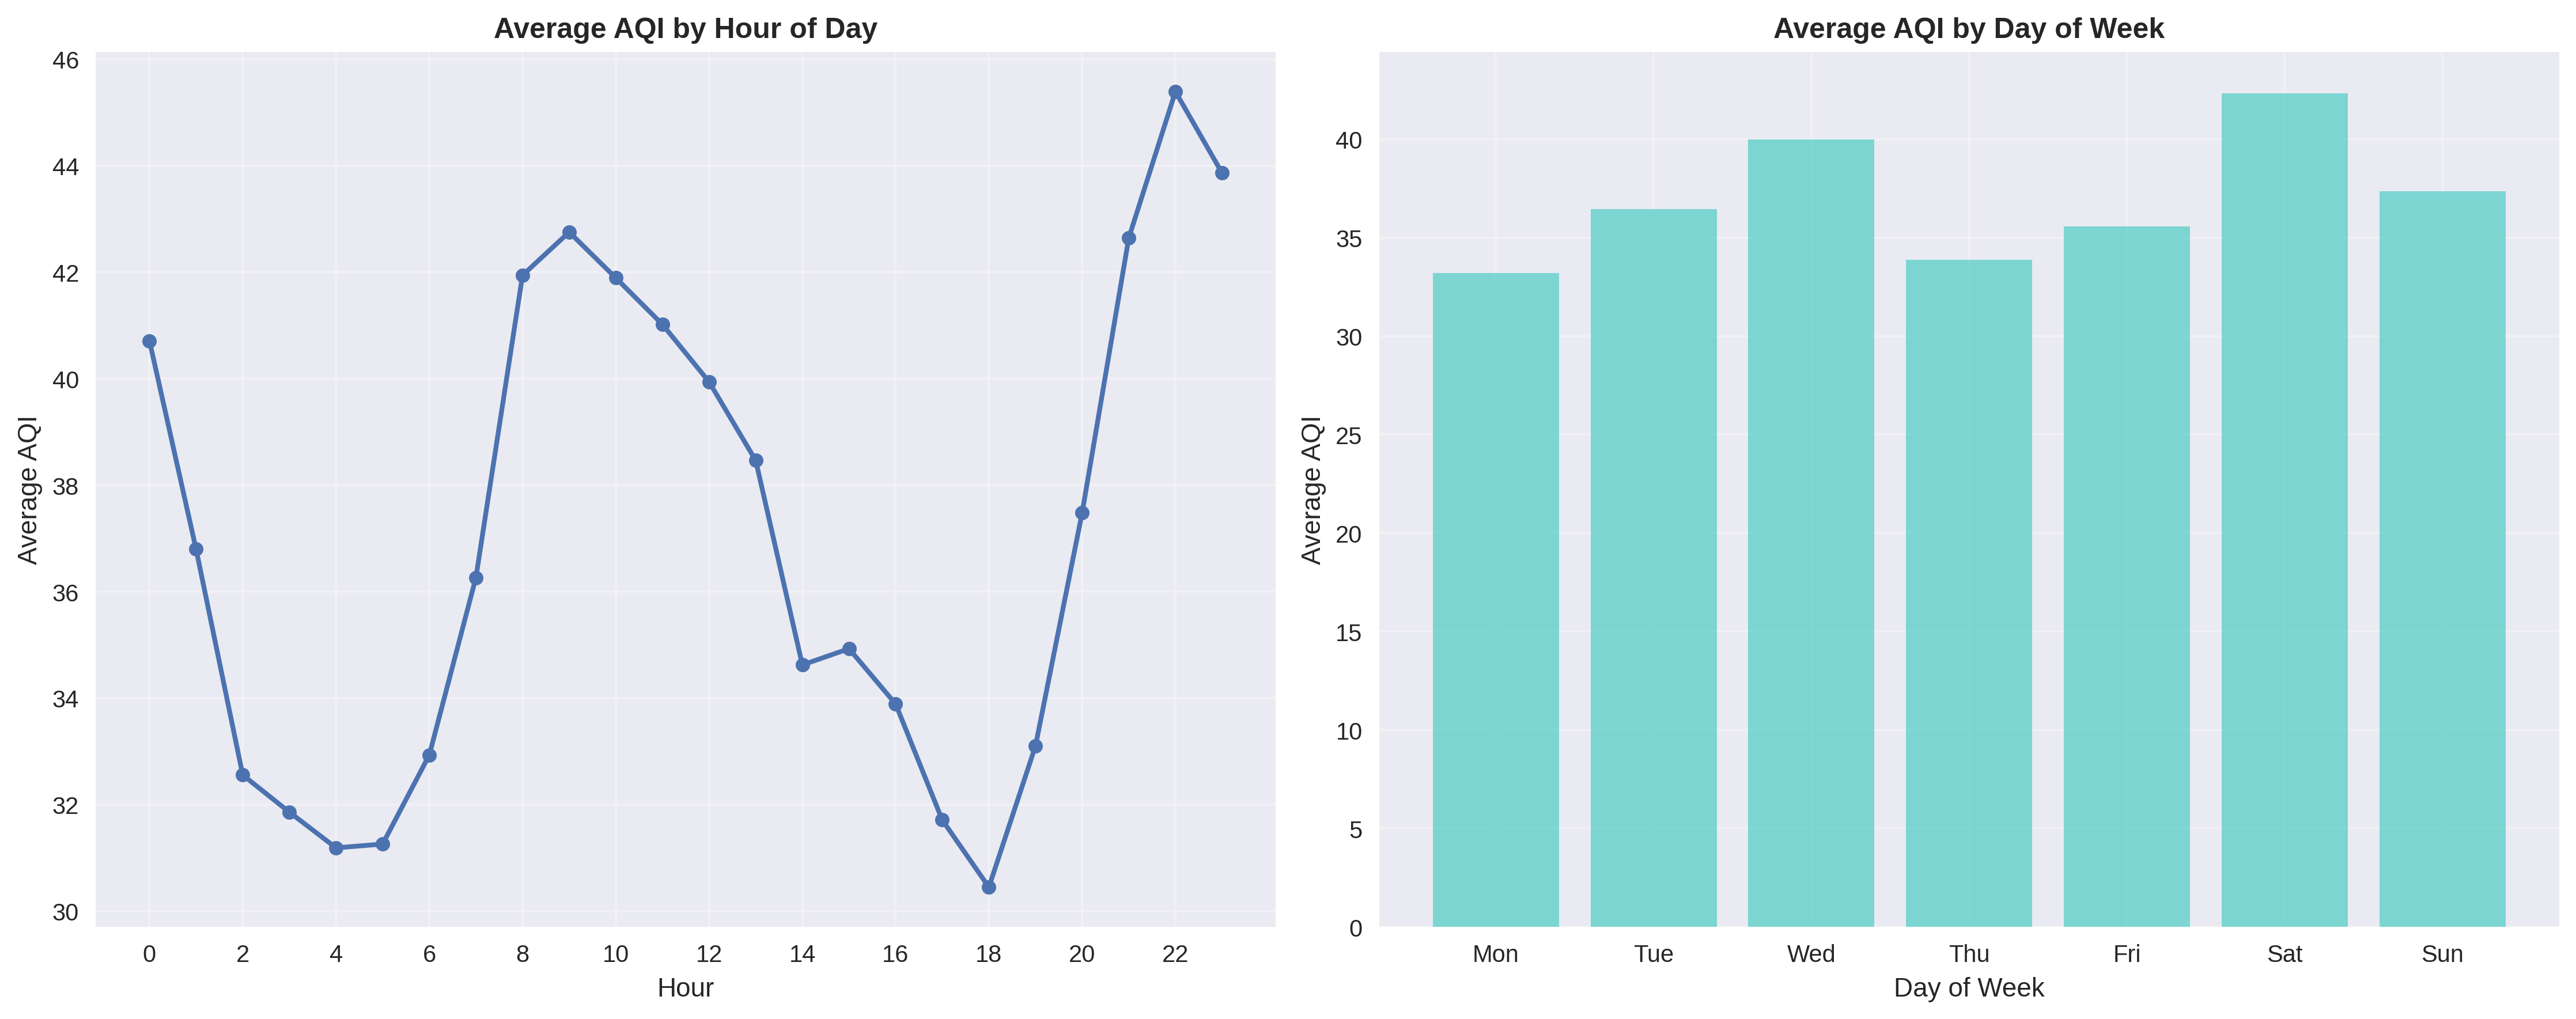 Average AQI by Hour of Day
46
44
42
40
38
36
34
32
30
Average AQI
0 2 4 6 8 10 12 14 16 18 20 22
Hour
Average AQI by Day of Week
40
35
30
25
20
15
10
5
0
Average AQI
Mon Tue Wed Thu Fri Sat Sun
Day of Week